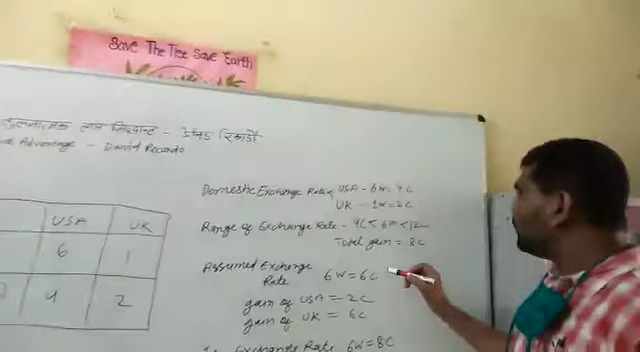 Save The Tree Save Earth
तुलनात्मक लाभ सिद्धान्त - डेविड रिकार्डो
Advantage - David Recardo
USA UK
6 1
4 2
Domestic Exchange Rate USA - 6W = 4C
UK - 1W = 2C
Range of Exchange Rate - 4C < 6W < 12
Total gain = 8C
Assumed Exchange Rate 6W = 6C
gain of USA = 2C
gain of UK = 6C
Exchange Rate 6W = 8C